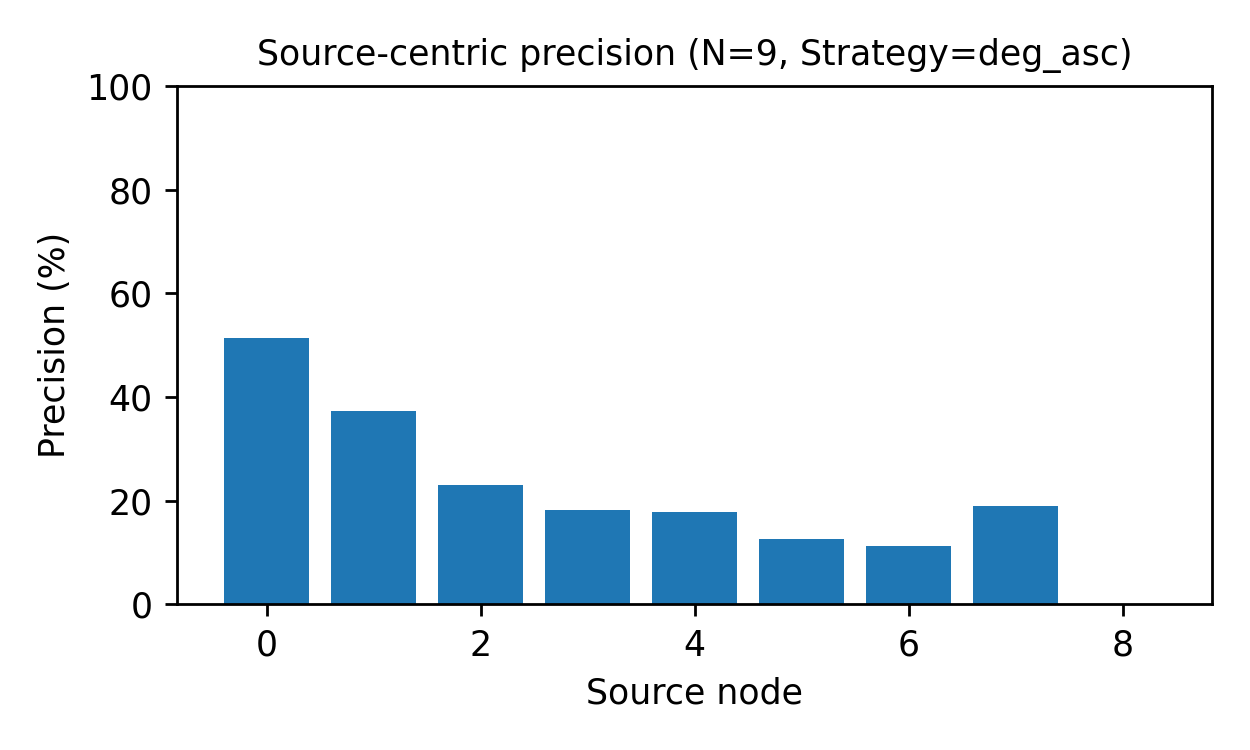 Source-centric precision (N=9, Strategy=deg_asc)
100
80
60
40
20
0
Precision (%)
0 2 4 6 8
Source node